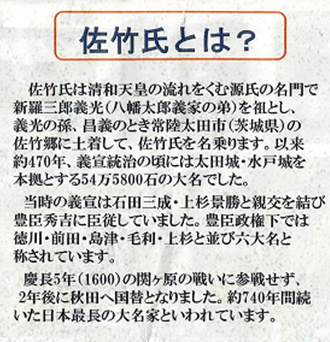 佐竹氏とは？
佐竹氏は清和天皇の流れをくむ源氏の名門で
新羅三郎義光（八幡太郎義家の弟）を祖とし、
義光の孫、昌義のとき常陸太田市（茨城県）の
佐竹郷に土着して、佐竹氏を名乗ります。以来
約470年、義宣統治の頃には太田城・水戸城を
本拠とする54万5800石の大名でした。
当時の義宣は石田三成・上杉景勝と親交を結び
豊臣秀吉に臣従していました。豊臣政権下では
徳川・前田・島津・毛利・上杉と並び六大名と
称されています。
慶長5年（1600）の関ヶ原の戦いに参戦せず、
2年後に秋田へ国替となりました。約740年間続
いた日本最長の大名家といわれています。